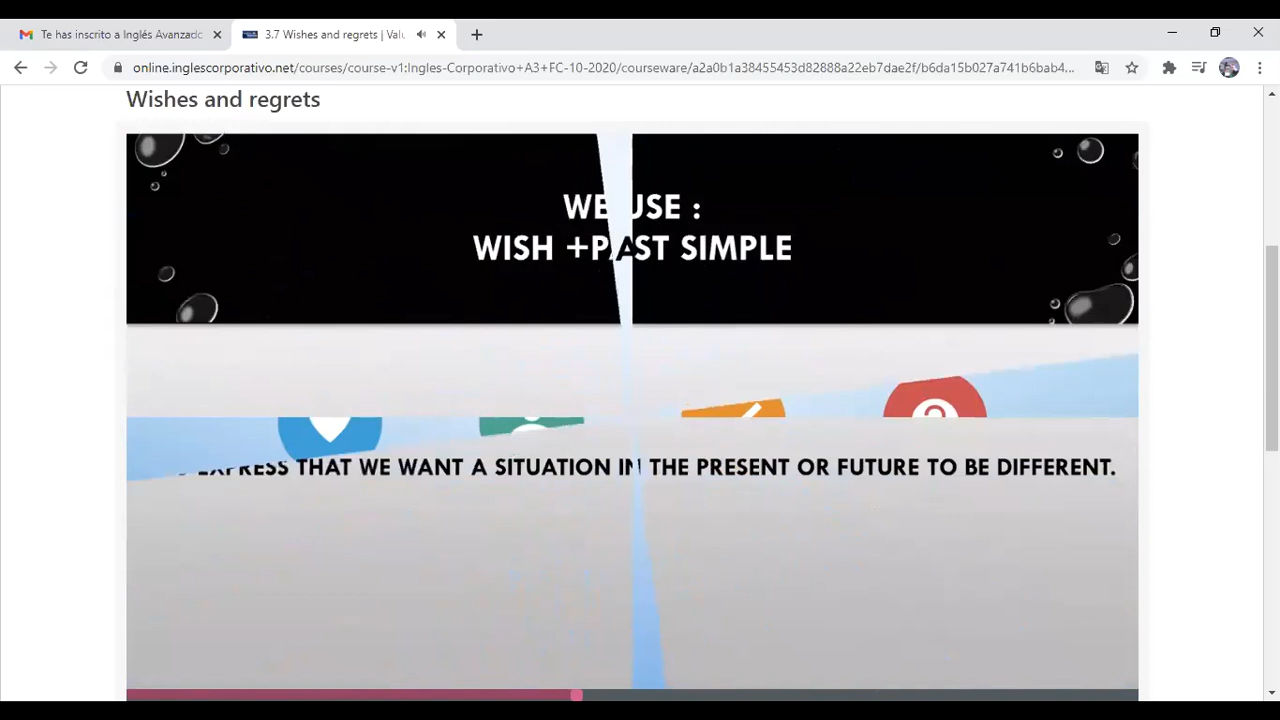 Te has inscrito a Inglés Avanzado
3.7 Wishes and regrets | Valu
online.inglescorporativo.net/courses/course-v1:Ingles-Corporativo+A3+FC-10-2020/courseware/a2a0b1a38455453d82888a22eb7dae2f/b6da15b027a741b6bab4...
Wishes and regrets
WE USE :
WISH +PAST SIMPLE
EXPRESS THAT WE WANT A SITUATION IN THE PRESENT OR FUTURE TO BE DIFFERENT.